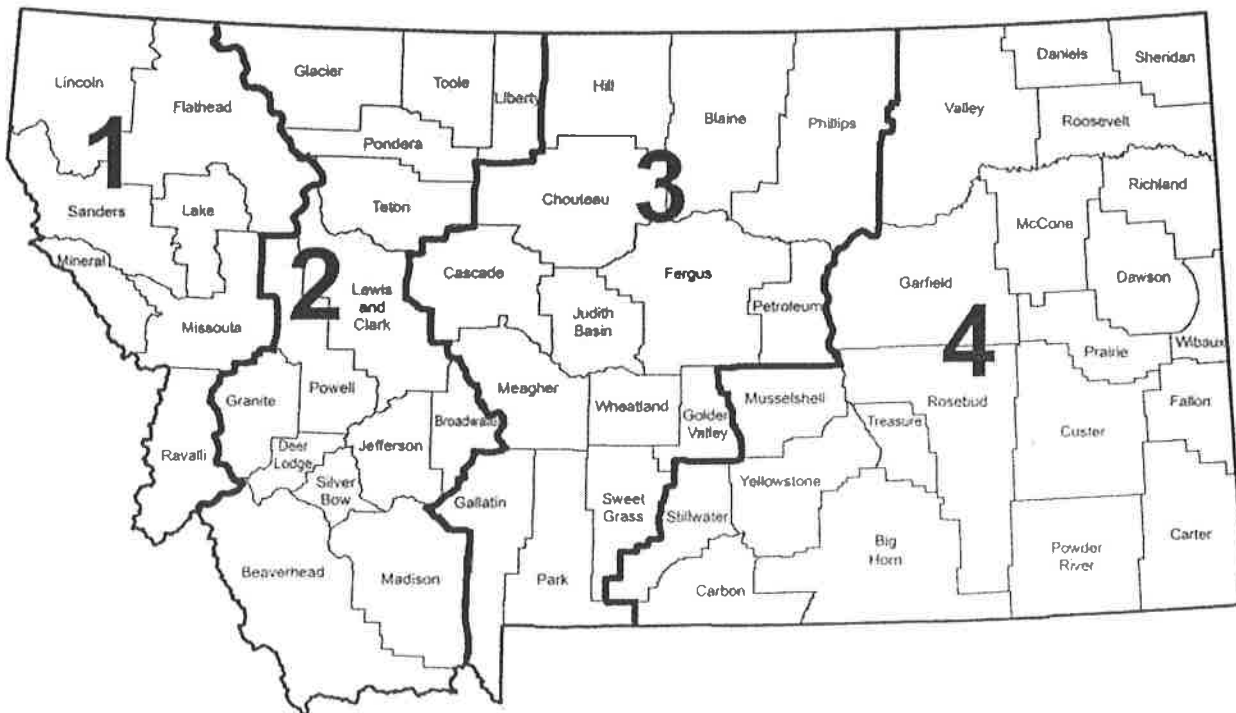 Lincoln
Flathead
Glacier
Toole
Liberty
Hill
Blaine
Phillips
Valley
Daniels
Sheridan
Roosevelt
1
Pondera
Sanders
Lake
Teton
Chouteau
3
McCone
Richland
Mineral
2
Missoula
Lewis
and
Clark
Cascade
Judith
Basin
Fergus
Petroleum
Garfield
4
Dawson
Prairie
Wibaux
Granite
Powell
Meagher
Wheatland
Golden
Valley
Musselshell
Treasure
Rosebud
Custer
Fallon
Ravalli
Deer
Lodge
Silver
Bow
Jefferson
Broadwater
Gallatin
Sweet
Grass
Stillwater
Yellowstone
Beaverhead
Madison
Park
Carbon
Big
Horn
Powder
River
Carter